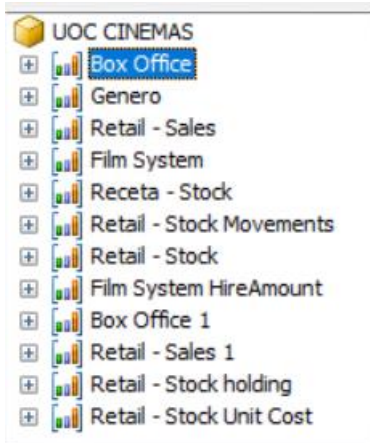 UOC CINEMAS
Box Office
Genero
Retail - Sales
Film System
Receta - Stock
Retail - Stock Movements
Retail - Stock
Film System HireAmount
Box Office 1
Retail - Sales 1
Retail - Stock holding
Retail - Stock Unit Cost